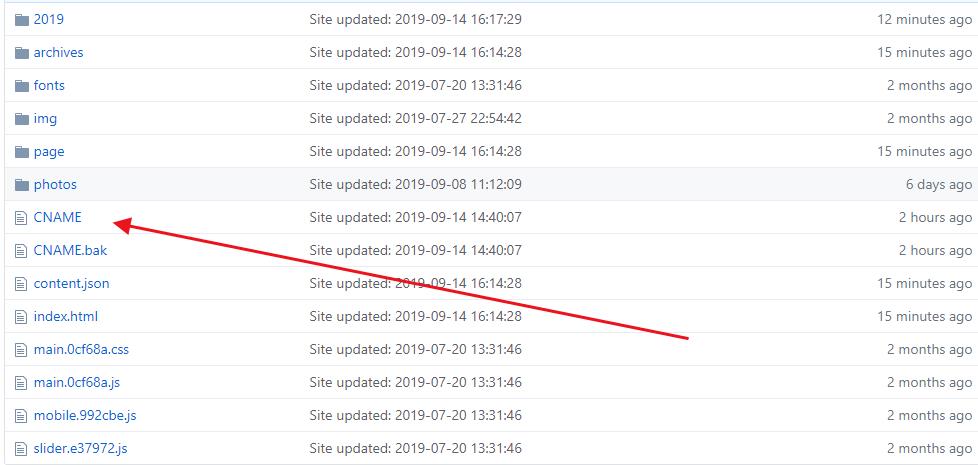 2019 Site updated: 2019-09-14 16:17:29 12 minutes ago
archives Site updated: 2019-09-14 16:14:28 15 minutes ago
fonts Site updated: 2019-07-20 13:31:46 2 months ago
img Site updated: 2019-07-27 22:54:42 2 months ago
page Site updated: 2019-09-14 16:14:28 15 minutes ago
photos Site updated: 2019-09-08 11:12:09 6 days ago
CNAME Site updated: 2019-09-14 14:40:07 2 hours ago
CNAME.bak Site updated: 2019-09-14 14:40:07 2 hours ago
content.json Site updated: 2019-09-14 16:14:28 15 minutes ago
index.html Site updated: 2019-09-14 16:14:28 15 minutes ago
main.0cf68a.css Site updated: 2019-07-20 13:31:46 2 months ago
main.0cf68a.js Site updated: 2019-07-20 13:31:46 2 months ago
mobile.992cbe.js Site updated: 2019-07-20 13:31:46 2 months ago
slider.e37972.js Site updated: 2019-07-20 13:31:46 2 months ago